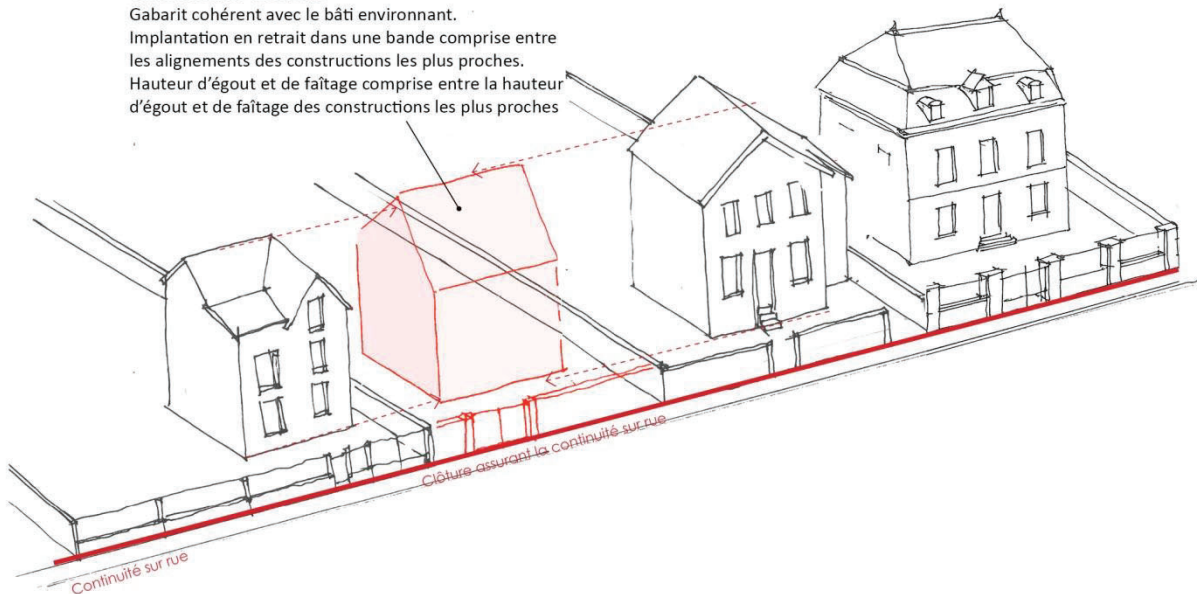 Gabarit cohérent avec le bâti environnant.
Implantation en retrait dans une bande comprise entre
les alignements des constructions les plus proches.
Hauteur d’égout et de faîtage comprise entre la hauteur
d’égout et de faîtage des constructions les plus proches
Clôture assurant la continuité sur rue
Continuité sur rue